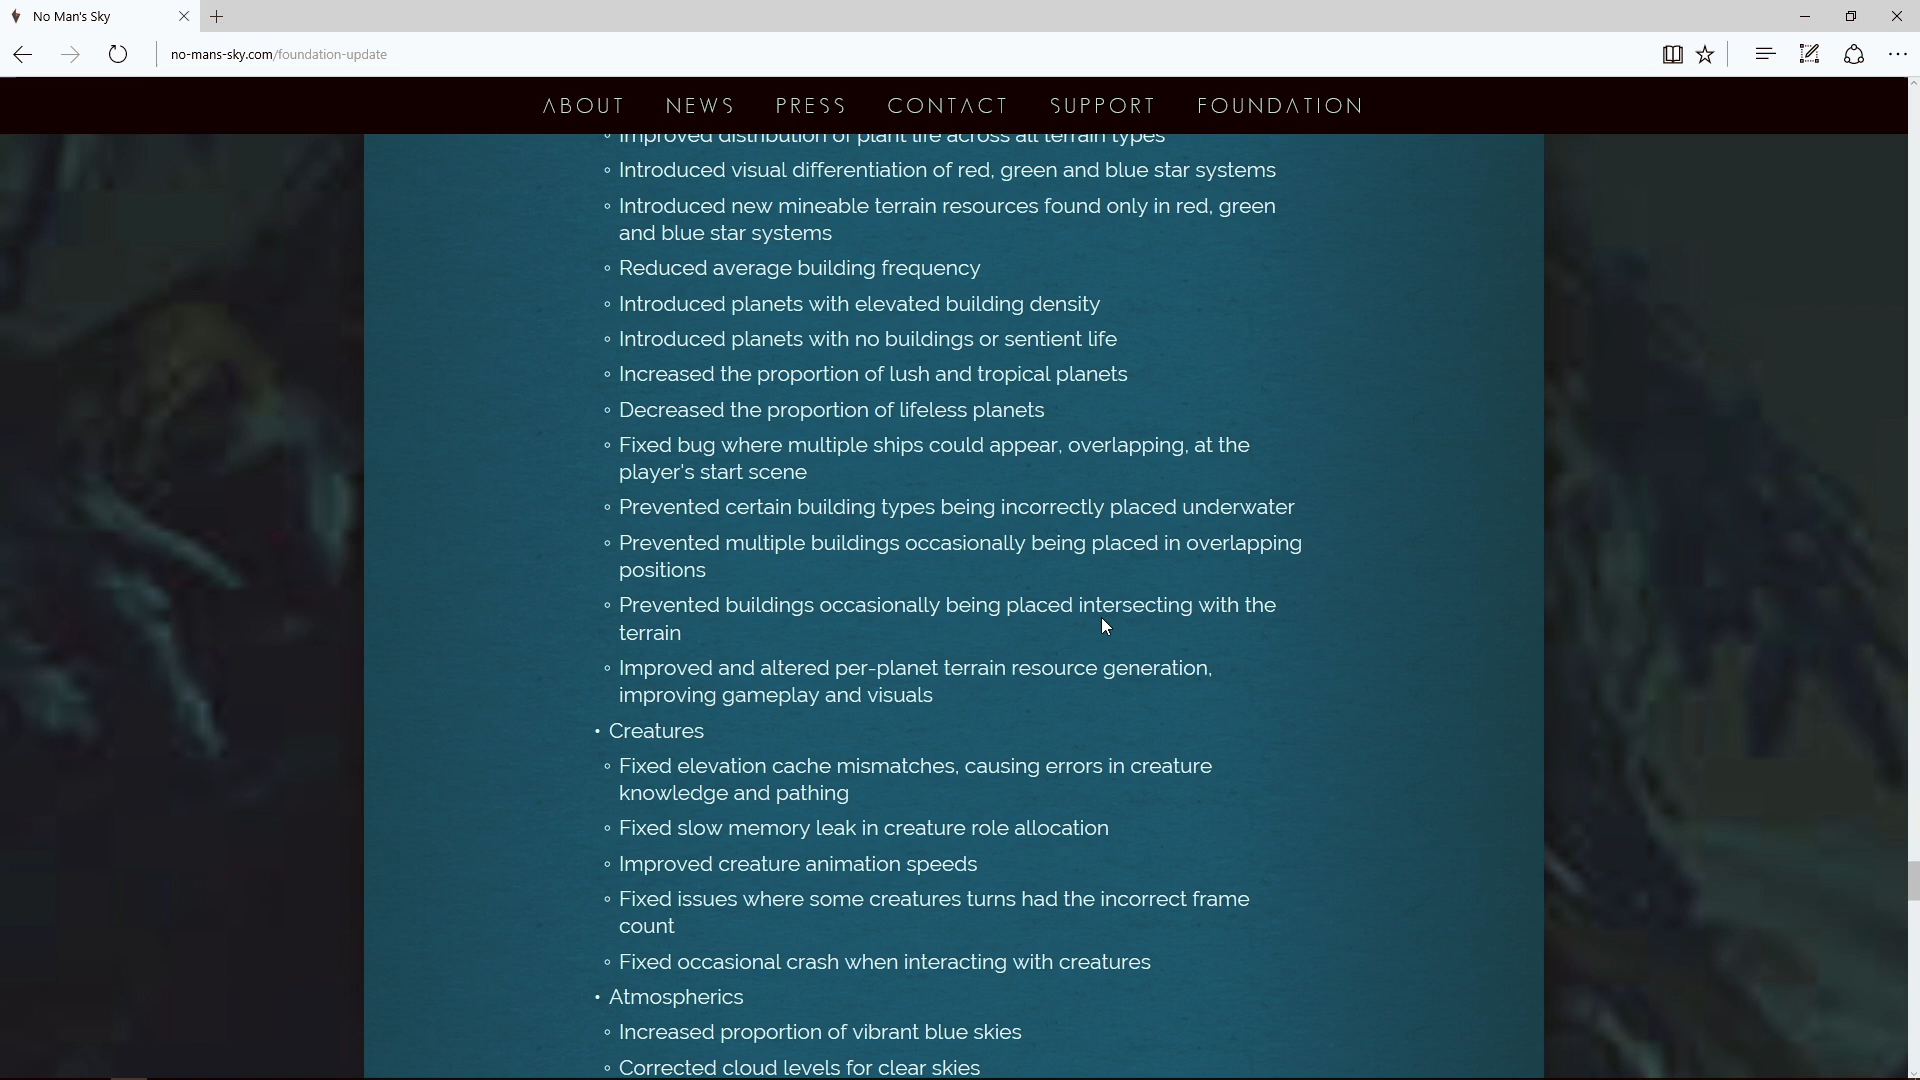 No Man's Sky
no-mans-sky.com/foundation-update
ABOUT NEWS PRESS CONTACT SUPPORT FOUNDATION
Improved distribution of plant life across all terrain types
Introduced visual differentiation of red, green and blue star systems
Introduced new mineable terrain resources found only in red, green
and blue star systems
Reduced average building frequency
Introduced planets with elevated building density
Introduced planets with no buildings or sentient life
Increased the proportion of lush and tropical planets
Decreased the proportion of lifeless planets
Fixed bug where multiple ships could appear, overlapping, at the
player's start scene
Prevented certain building types being incorrectly placed underwater
Prevented multiple buildings occasionally being placed in overlapping
positions
Prevented buildings occasionally being placed intersecting with the
terrain
Improved and altered per-planet terrain resource generation,
improving gameplay and visuals
Creatures
Fixed elevation cache mismatches, causing errors in creature
knowledge and pathing
Fixed slow memory leak in creature role allocation
Improved creature animation speeds
Fixed issues where some creatures turns had the incorrect frame
count
Fixed occasional crash when interacting with creatures
Atmospherics
Increased proportion of vibrant blue skies
Corrected cloud levels for clear skies